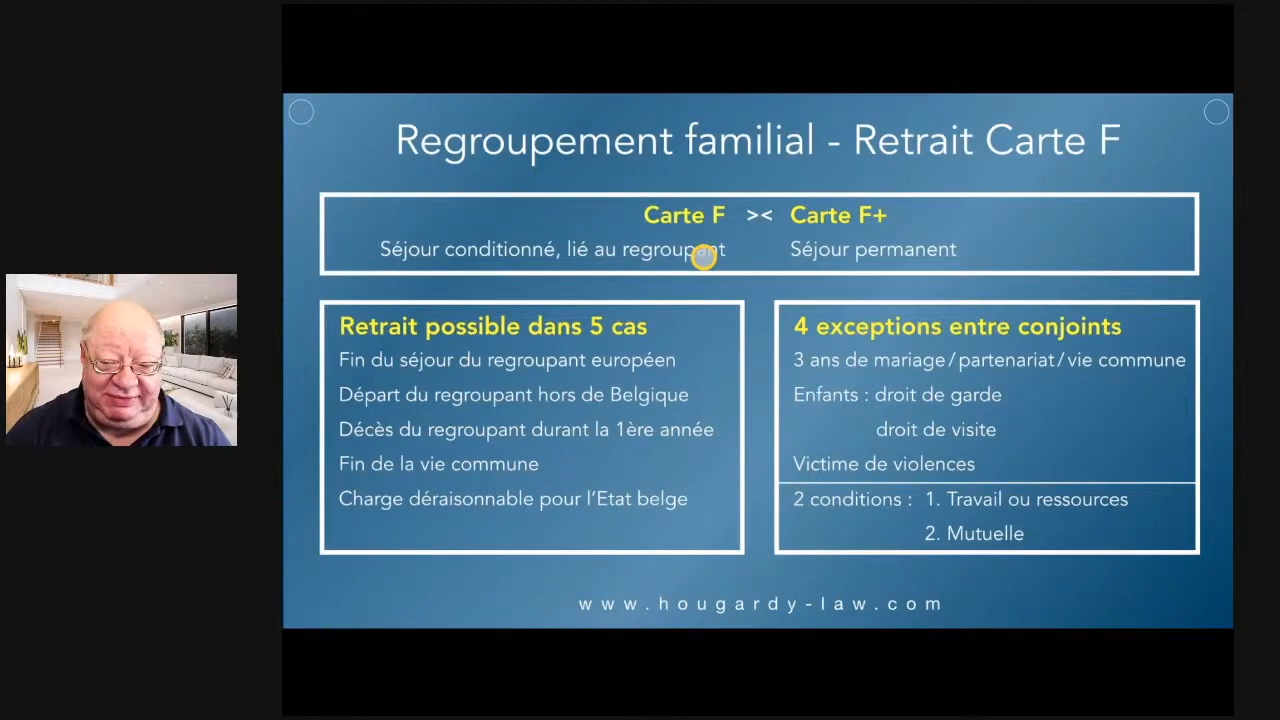 Regroupement familial - Retrait Carte F
Carte F >< Carte F+
Séjour conditionné, lié au regroupant Séjour permanent
Retrait possible dans 5 cas
Fin du séjour du regroupant européen
Départ du regroupant hors de Belgique
Décès du regroupant durant la 1ère année
Fin de la vie commune
Charge déraisonnable pour l'Etat belge
4 exceptions entre conjoints
3 ans de mariage/partenariat/vie commune
Enfants : droit de garde
droit de visite
Victime de violences
2 conditions : 1. Travail ou ressources
2. Mutuelle
www.hougardy-law.com